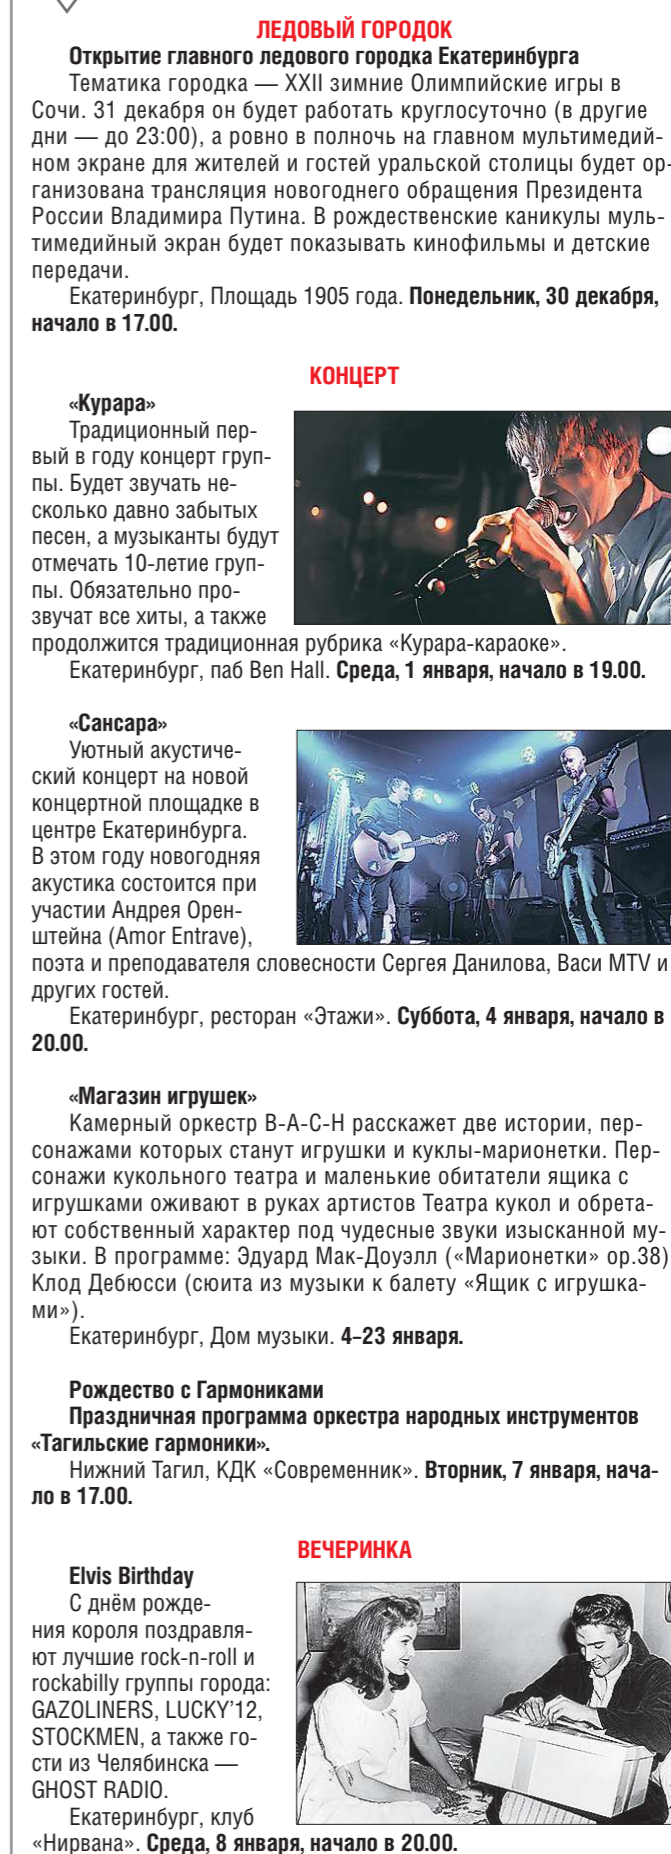 ЛЕДОВЫЙ ГОРОДОК
Открытие главного ледового городка Екатеринбурга
Тематика городка — XXII зимние Олимпийские игры в
Сочи. 31 декабря он будет работать круглосуточно (в другие
дни — до 23:00), а ровно в полночь на главном мультимедий-
ном экране для жителей и гостей уральской столицы будет ор-
ганизована трансляция новогоднего обращения Президента
России Владимира Путина. В рождественские каникулы муль-
тимедийный экран будет показывать кинофильмы и детские
передачи.
Екатеринбург, Площадь 1905 года. Понедельник, 30 декабря,
начало в 17.00.
КОНЦЕРТ
«Курара»
Традиционный пер-
вый в году концерт груп-
пы. Будет звучать не-
сколько давно забытых
песен, а музыканты будут
отмечать 10-летие груп-
пы. Обязательно про-
звучат все хиты, а также
продолжится традиционная рубрика «Курара-караоке».
Екатеринбург, паб Ben Hall. Среда, 1 января, начало в 19.00.
«Сансара»
Уютный акустиче-
ский концерт на новой
концертной площадке в
центре Екатеринбурга.
В этом году новогодняя
акустика состоится при
участии Андрея Орен-
штейна (Amor Entrave),
поэта и преподавателя словесности Сергея Данилова, Васи MTV и
других гостей.
Екатеринбург, ресторан «Этажи». Суббота, 4 января, начало в
20.00.
«Магазин игрушек»
Камерный оркестр B-A-C-H расскажет две истории, пер-
сонажами которых станут игрушки и куклы-марионетки. Пер-
сонажи кукольного театра и маленькие обитатели ящика с
игрушками оживают в руках артистов Театра кукол и обрета-
ют собственный характер под чудесные звуки изысканной му-
зыки. В программе: Эдуард Мак-Доуэлл («Марионетки» ор.38)
Клод Дебюсси (сюита из музыки к балету «Ящик с игрушка-
ми»).
Екатеринбург, Дом музыки. 4–23 января.
Рождество с Гармониками
Праздничная программа оркестра народных инструментов
«Тагильские гармоники».
Нижний Тагил, КДК «Современник». Вторник, 7 января, нача-
ло в 17.00.
ВЕЧЕРИНКА
Elvis Birthday
С днём рожде-
ния короля поздравля-
ют лучшие rock-n-roll и
rockabilly группы города:
GAZOLINERS, LUCKY'12,
STOCKMEN, а также го-
сти из Челябинска —
GHOST RADIO.
Екатеринбург, клуб
«Нирвана». Среда, 8 января, начало в 20.00.